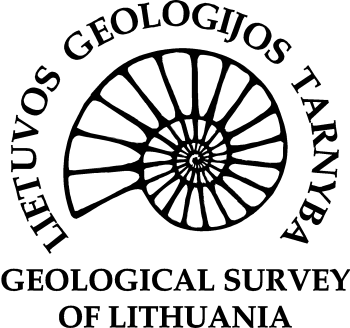 LIETUVOS GEOLOGIJOS TARNYBA
GEOLOGICAL SURVEY
OF LITHUANIA